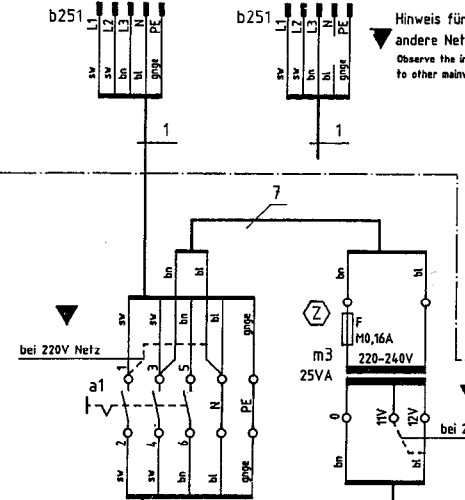 b251
L1
L2
L3
N
PE
sw
sw
bn
bl
gnge
1
b251
L1
L2
L3
N
PE
sw
sw
bn
bl
gnge
1
Hinweis für
andere Net
Observe the in
to other mainv
7
bn
bl
sw
sw
bn
bl
gnge
bei 220V Netz
a1
1
3
5
N
PE
2
4
6
sw
sw
bn
bl
gnge
bn
bl
Z
F
M0,16A
m3
220-240V
25VA
0
11V
12V
bei 2
bn
bl